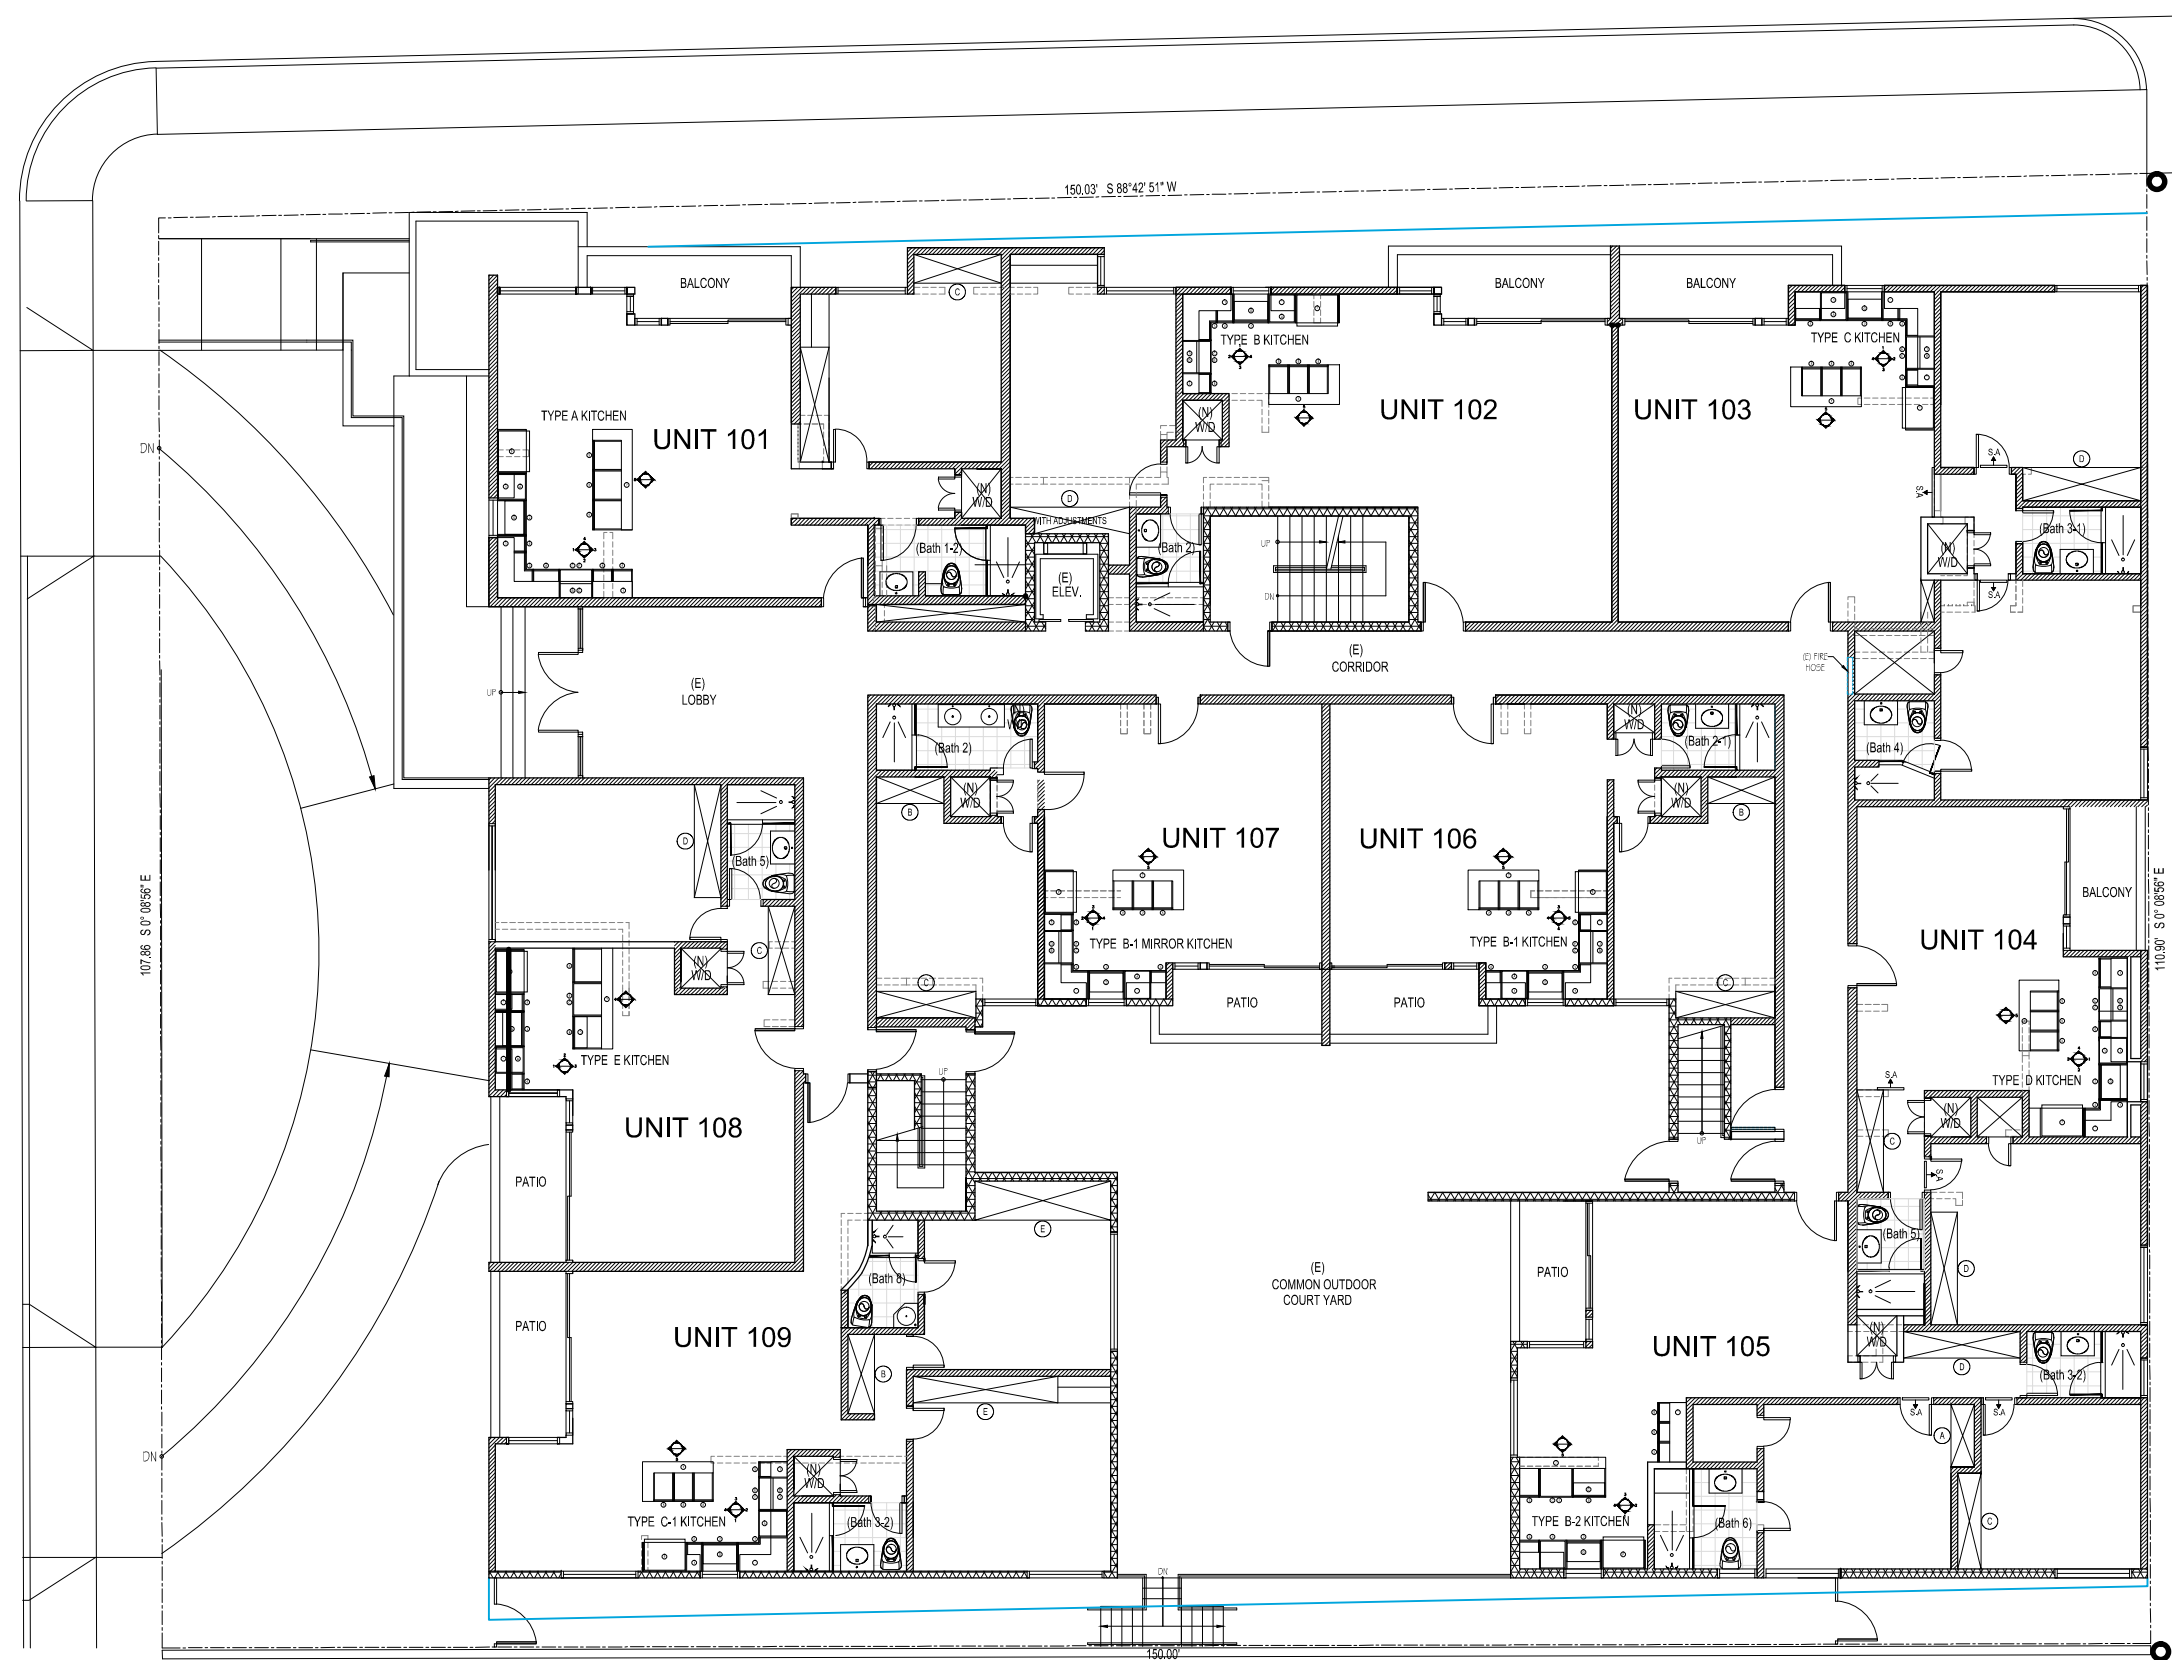 150.03' S 88°42' 51" W
BALCONY
BALCONY
BALCONY
C
TYPE B KITCHEN
TYPE C KITCHEN
TYPE A KITCHEN
UNIT 101
(N)
W/D
UNIT 102
UNIT 103
DN
S.A
D
(N)
W/D
D
S.A
WITH ADJUSTMENTS
(Bath 1-2)
(Bath 2)
UP
(Bath 3-1)
(N)
W/D
(E)
ELEV.
DN
S.A
(E)
CORRIDOR
(E) FIRE
HOSE
(E)
LOBBY
UP
(N)
W/D
(Bath 2)
(Bath 2-1)
(Bath 4)
(N)
W/D
(N)
W/D
B
B
UNIT 107
UNIT 106
D
(Bath 5)
107.86 S 0° 08'56" E
BALCONY
110.90' S 0° 08'56" E
C
TYPE B-1 MIRROR KITCHEN
TYPE B-1 KITCHEN
UNIT 104
(N)
W/D
C
C
PATIO
PATIO
TYPE E KITCHEN
UP
S.A
TYPE D KITCHEN
UNIT 108
(N)
W/D
UP
C
PATIO
S.A
E
(Bath 5)
(E)
COMMON OUTDOOR
COURT YARD
PATIO
(Bath 8)
D
PATIO
UNIT 109
UNIT 105
(N)
W/D
B
D
(Bath 3-2)
E
S.A
S.A
A
DN
(N)
W/D
TYPE C-1 KITCHEN
(Bath 3-2)
TYPE B-2 KITCHEN
(Bath 6)
C
DN
150.00'